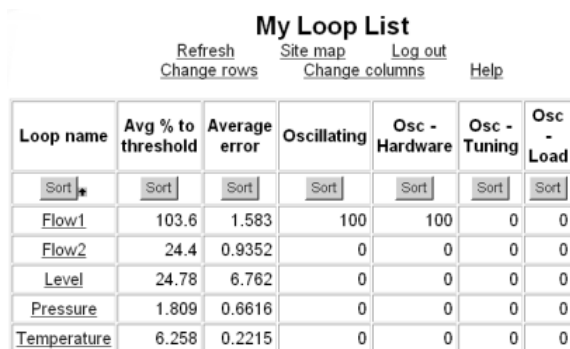 My Loop List
Refresh Site map Log out
Change rows Change columns Help
Loop name Avg % to threshold Average error Oscillating Osc - Hardware Osc - Tuning Osc - Load
Sort Sort Sort Sort Sort Sort Sort
Flow1 103.6 1.583 100 100 0 0
Flow2 24.4 0.9352 0 0 0 0
Level 24.78 6.762 0 0 0 0
Pressure 1.809 0.6616 0 0 0 0
Temperature 6.258 0.2215 0 0 0 0